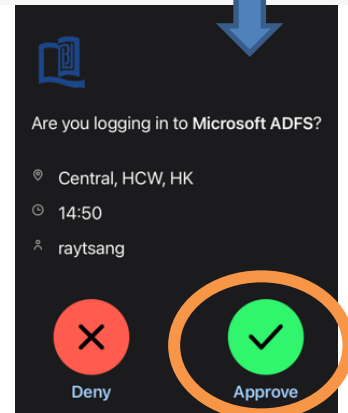 Are you logging in to Microsoft ADFS?
Central, HCW, HK
14:50
raytsang
Deny
Approve